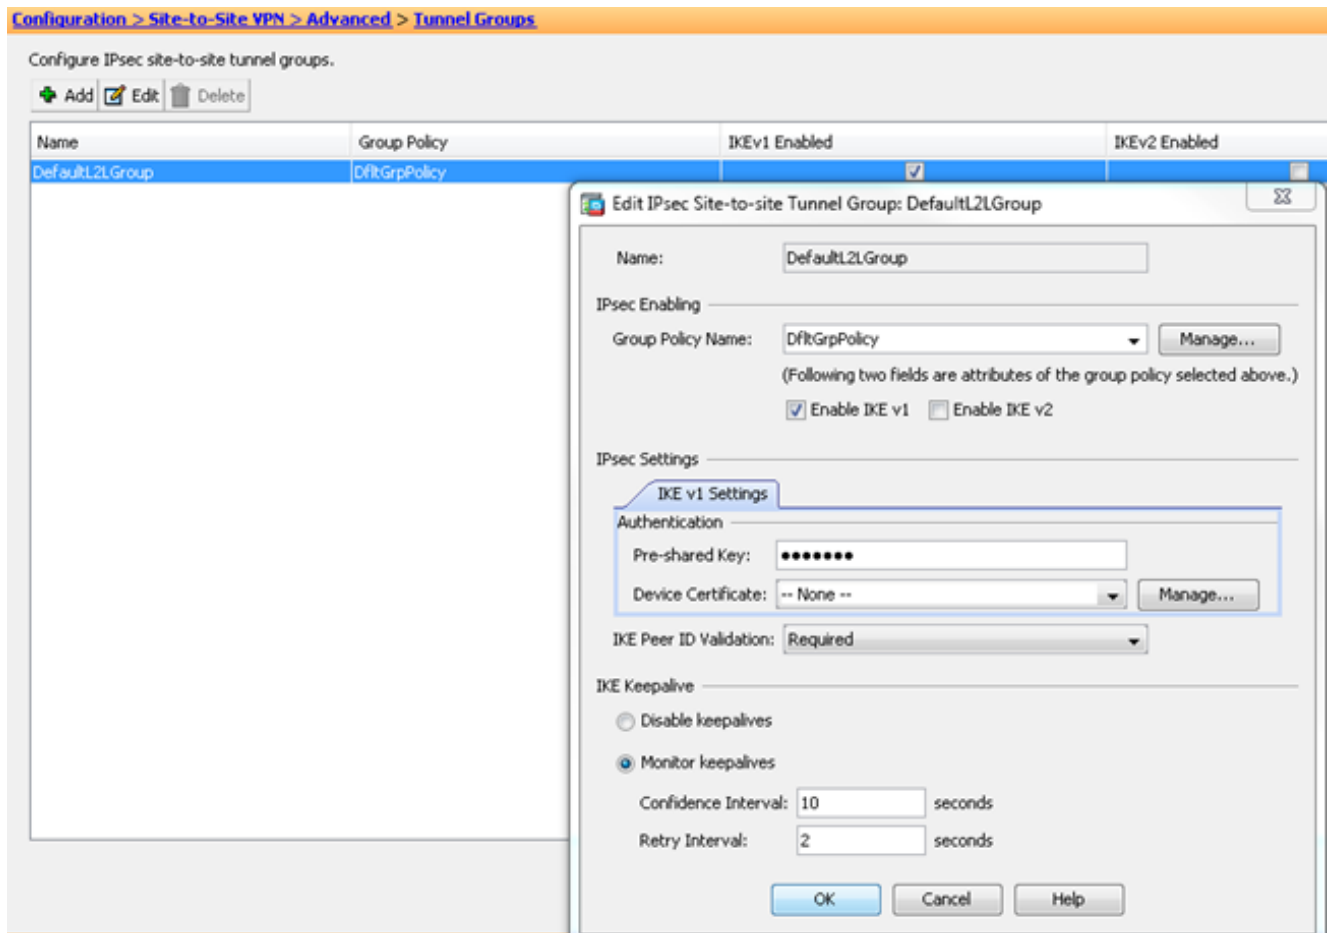 Configuration > Site-to-Site VPN > Advanced > Tunnel Groups
Configure IPsec site-to-site tunnel groups.
Add Edit Delete
Name Group Policy IKEv1 Enabled IKEv2 Enabled
DefaultL2LGroup DfltGrpPolicy
Edit IPsec Site-to-site Tunnel Group: DefaultL2LGroup
Name: DefaultL2LGroup
IPsec Enabling
Group Policy Name: DfltGrpPolicy Manage...
(Following two fields are attributes of the group policy selected above.)
Enable IKE v1 Enable IKE v2
IPsec Settings
IKE v1 Settings
Authentication
Pre-shared Key: •••••••
Device Certificate: -- None -- Manage...
IKE Peer ID Validation: Required
IKE Keepalive
Disable keepalives
Monitor keepalives
Confidence Interval: 10 seconds
Retry Interval: 2 seconds
OK Cancel Help